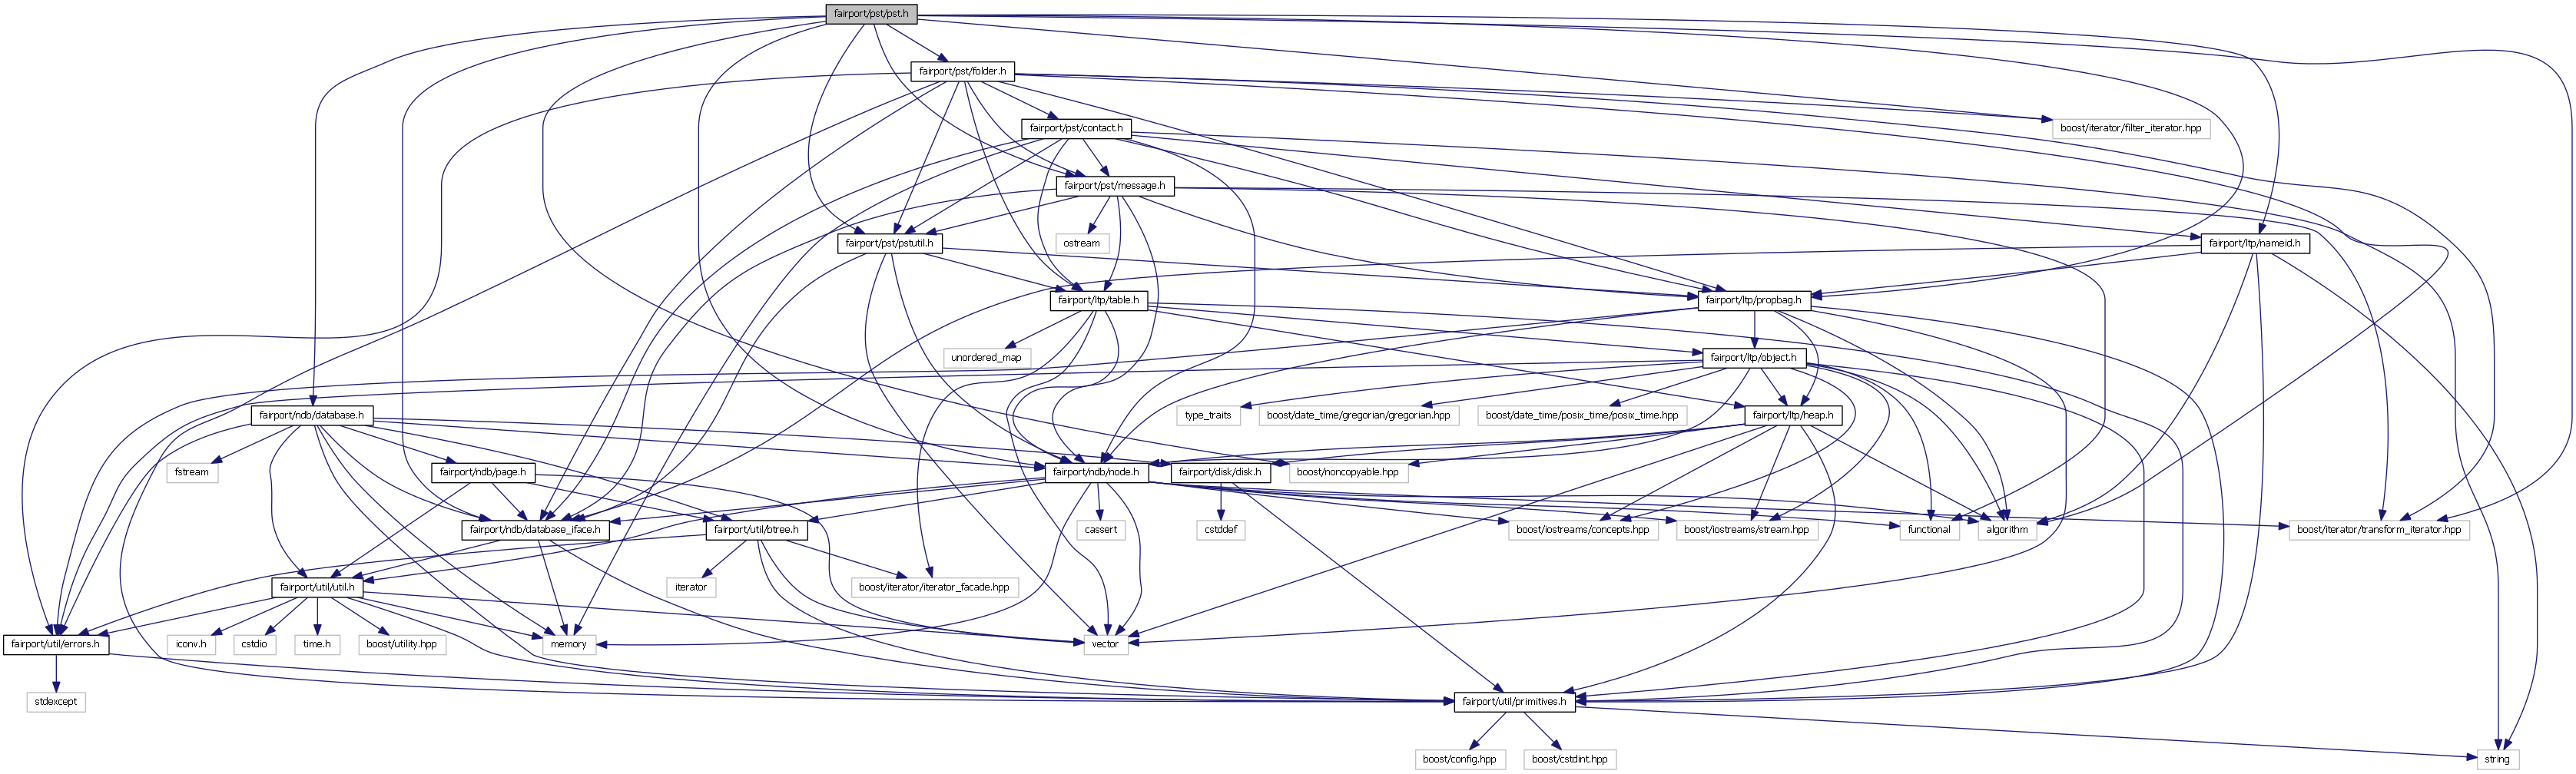 fairport/pst/pst.h
fairport/pst/folder.h
fairport/pst/contact.h
boost/iterator/filter_iterator.hpp
fairport/pst/message.h
fairport/pst/pstutil.h
ostream
fairport/ltp/nameid.h
fairport/ltp/table.h
fairport/ltp/propbag.h
unordered_map
fairport/ltp/object.h
fairport/ndb/database.h
type_traits
boost/date_time/gregorian/gregorian.hpp
boost/date_time/posix_time/posix_time.hpp
fairport/ltp/heap.h
fstream
fairport/ndb/page.h
fairport/ndb/node.h
fairport/disk/disk.h
boost/noncopyable.hpp
fairport/ndb/database_iface.h
fairport/util/btree.h
cassert
cstddef
boost/iostreams/concepts.hpp
boost/iostreams/stream.hpp
functional
algorithm
boost/iterator/transform_iterator.hpp
fairport/util/util.h
iterator
boost/iterator/iterator_facade.hpp
fairport/util/errors.h
iconv.h
cstdio
time.h
boost/utility.hpp
memory
vector
stdexcept
fairport/util/primitives.h
boost/config.hpp
boost/cstdint.hpp
string